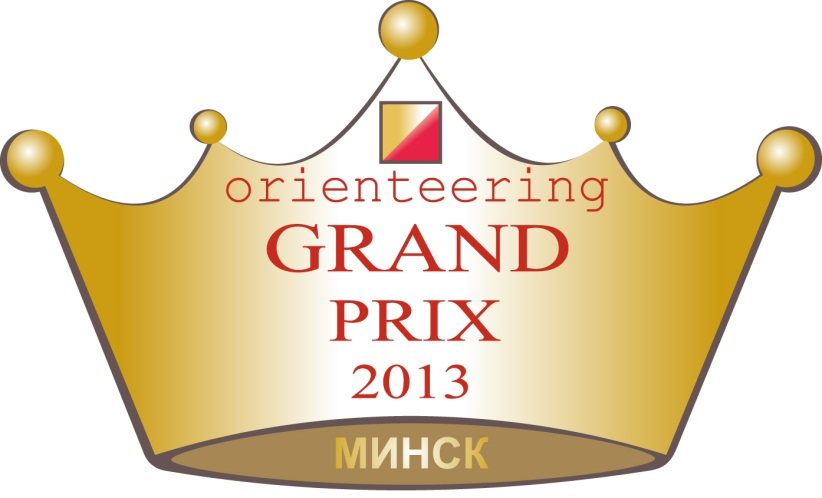 orienteering
GRAND
PRIX
2013
МИНСК